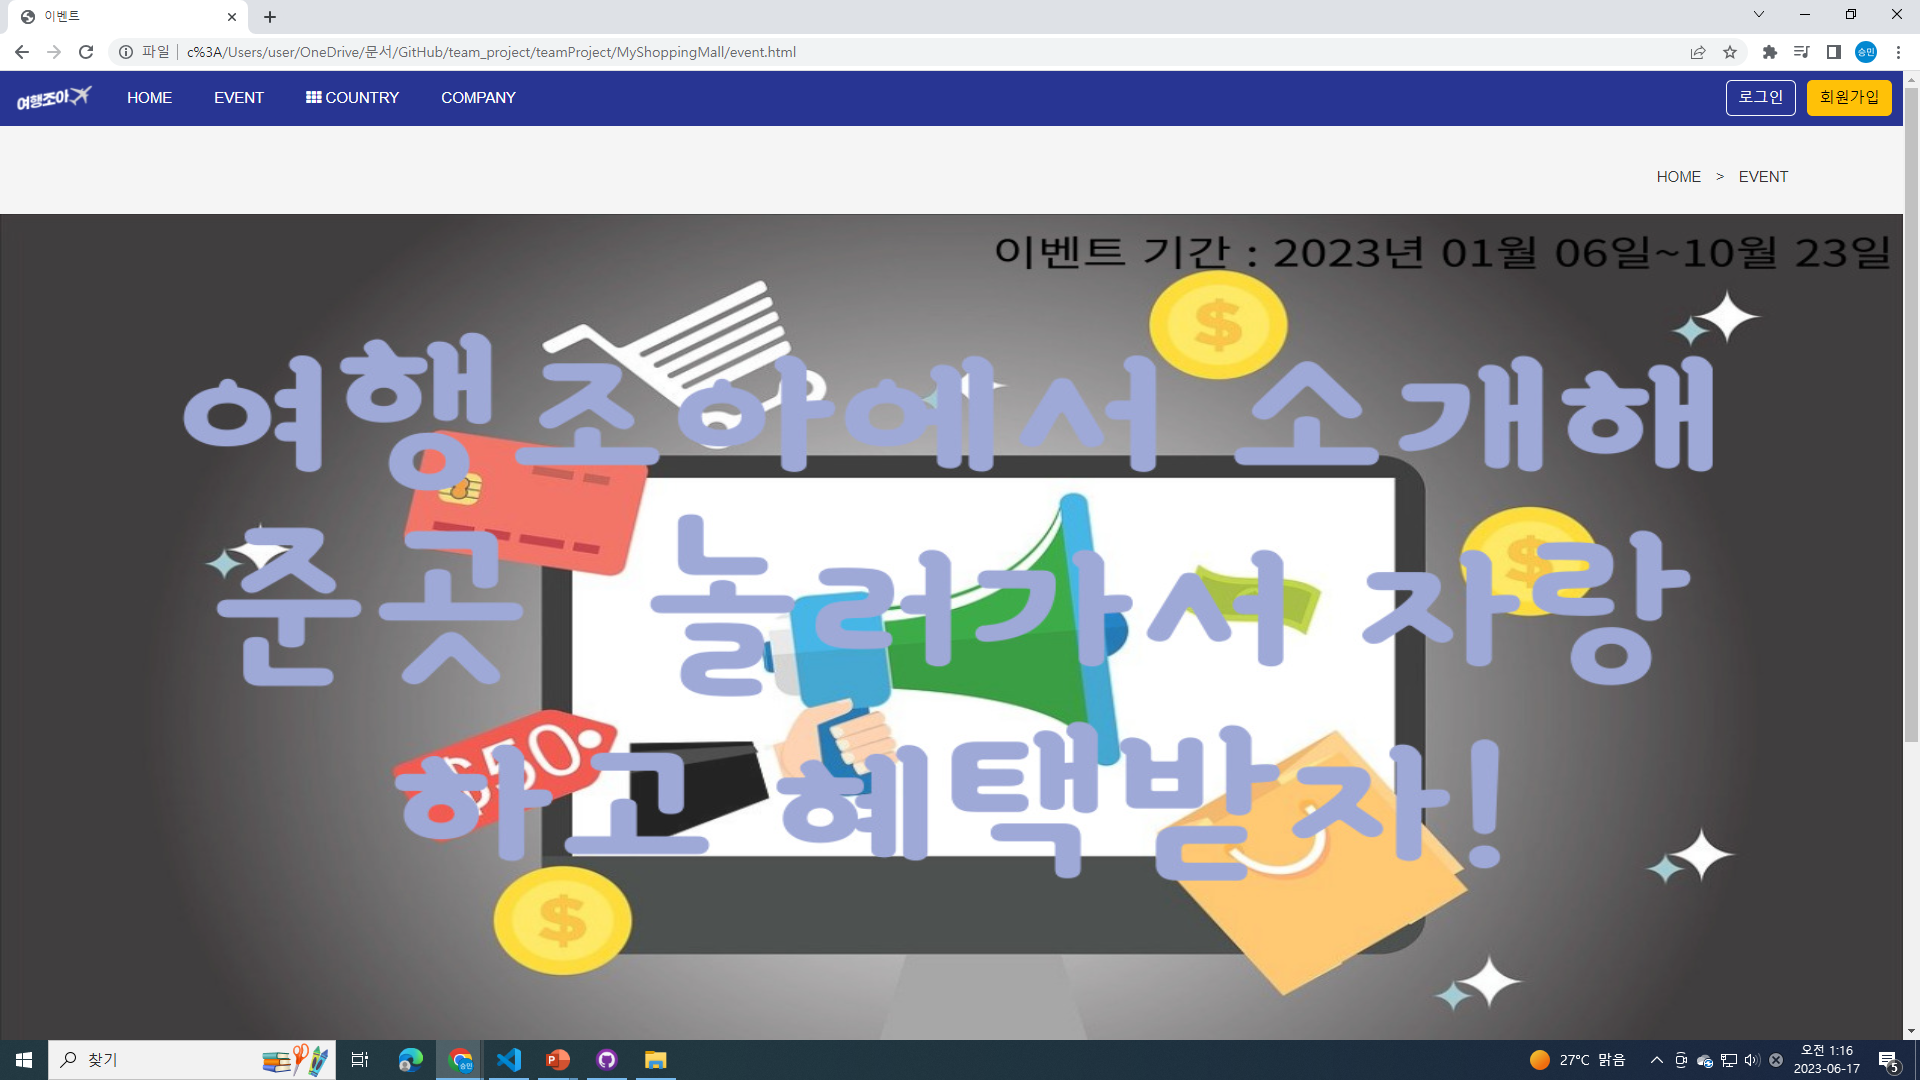 이벤트
파일
c%3A/Users/user/OneDrive/문서/GitHub/team_project/teamProject/MyShoppingMall/event.html
승민
여행조아
HOME
EVENT
COUNTRY
COMPANY
로그인
회원가입
HOME > EVENT
이벤트 기간 : 2023년 01월 06일~10월 23일
여행조아에서 소개해
준곳 놀러가서 자랑
하고 혜택받자!
$50
찾기
27°C 맑음
오전 1:16
2023-06-17
5